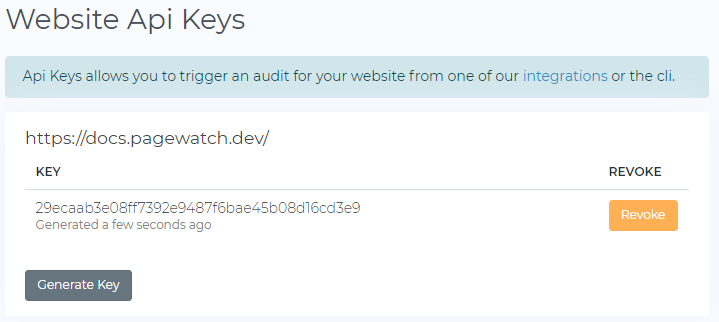 Website Api Keys
Api Keys allows you to trigger an audit for your website from one of our integrations or the cli.
https://docs.pagewatch.dev/
KEY REVOKE
29ecaab3e08ff7392e9487f6bae45b08d16cd3e9 Revoke
Generated a few seconds ago
Generate Key